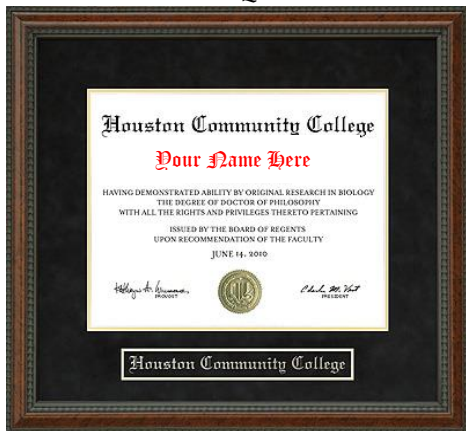 Houston Community College
Your Name Here
HAVING DEMONSTRATED ABILITY BY ORIGINAL RESEARCH IN BIOLOGY
THE DEGREE OF DOCTOR OF PHILOSOPHY
WITH ALL THE RIGHTS AND PRIVILEGES THERETO PERTAINING
ISSUED BY THE BOARD OF REGENTS
UPON RECOMMENDATION OF THE FACULTY
JUNE 14, 2010
PROVOST
PRESIDENT
Houston Community College